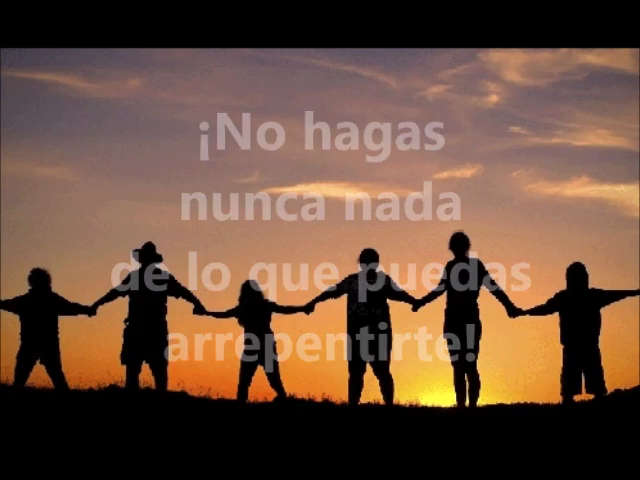 ¡No hagas
nunca nada
de lo que puedas
arrepentirte!